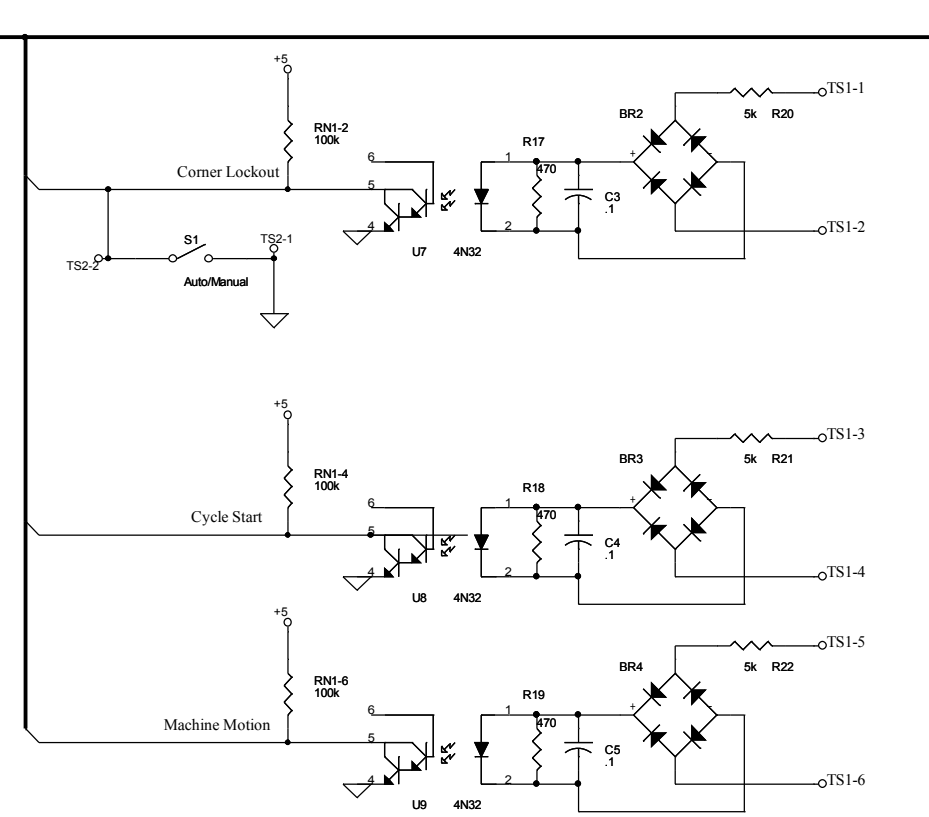 +5
TS1-1
BR2
5k R20
RN1-2
100k
R17
6
1
+
-
470
Corner Lockout
5
C3
.1
4
2
TS1-2
S1
TS2-1
U7 4N32
TS2-2
Auto/Manual
+5
TS1-3
BR3
5k R21
RN1-4
100k
R18
6
1
+
-
470
Cycle Start
5
C4
.1
4
2
TS1-4
U8 4N32
+5
TS1-5
BR4
5k R22
RN1-6
100k
R19
6
1
+
-
470
Machine Motion
5
C5
.1
4
2
TS1-6
U9 4N32